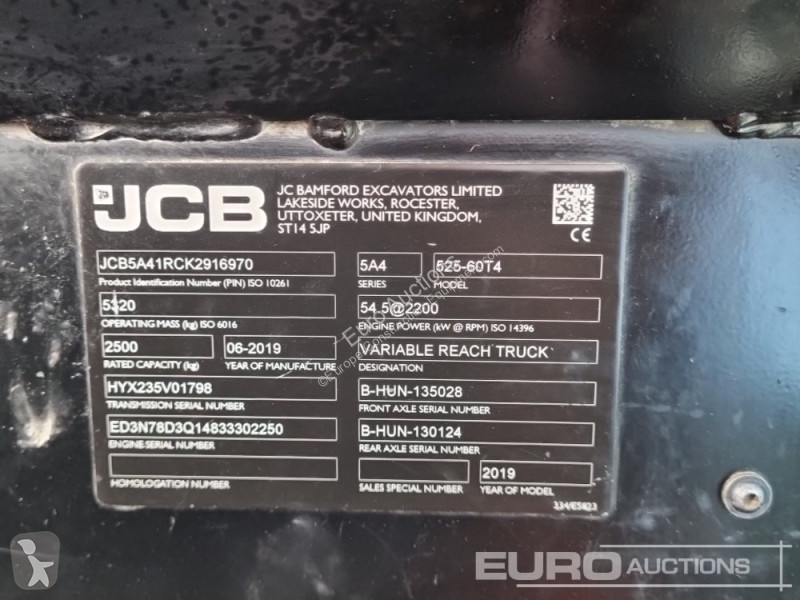 JCB
JC BAMFORD EXCAVATORS LIMITED
LAKESIDE WORKS, ROCESTER,
UTTOXETER, UNITED KINGDOM,
ST14 5JP
CE
JCB5A41RCK2916970
Product Identification Number (PIN) ISO 10261
5A4
SERIES
525-60T4
MODEL
5320
OPERATING MASS (kg) ISO 6016
54.5@2200
ENGINE POWER (kW @ RPM) ISO 14396
2500
RATED CAPACITY (kg)
06-2019
YEAR OF MANUFACTURE
VARIABLE REACH TRUCK
DESIGNATION
HYX235V01798
TRANSMISSION SERIAL NUMBER
B-HUN-135028
FRONT AXLE SERIAL NUMBER
ED3N78D3Q14833302250
ENGINE SERIAL NUMBER
B-HUN-130124
REAR AXLE SERIAL NUMBER
HOMOLOGATION NUMBER
SALES SPECIAL NUMBER
2019
YEAR OF MODEL
334/E5823
EURO AUCTIONS